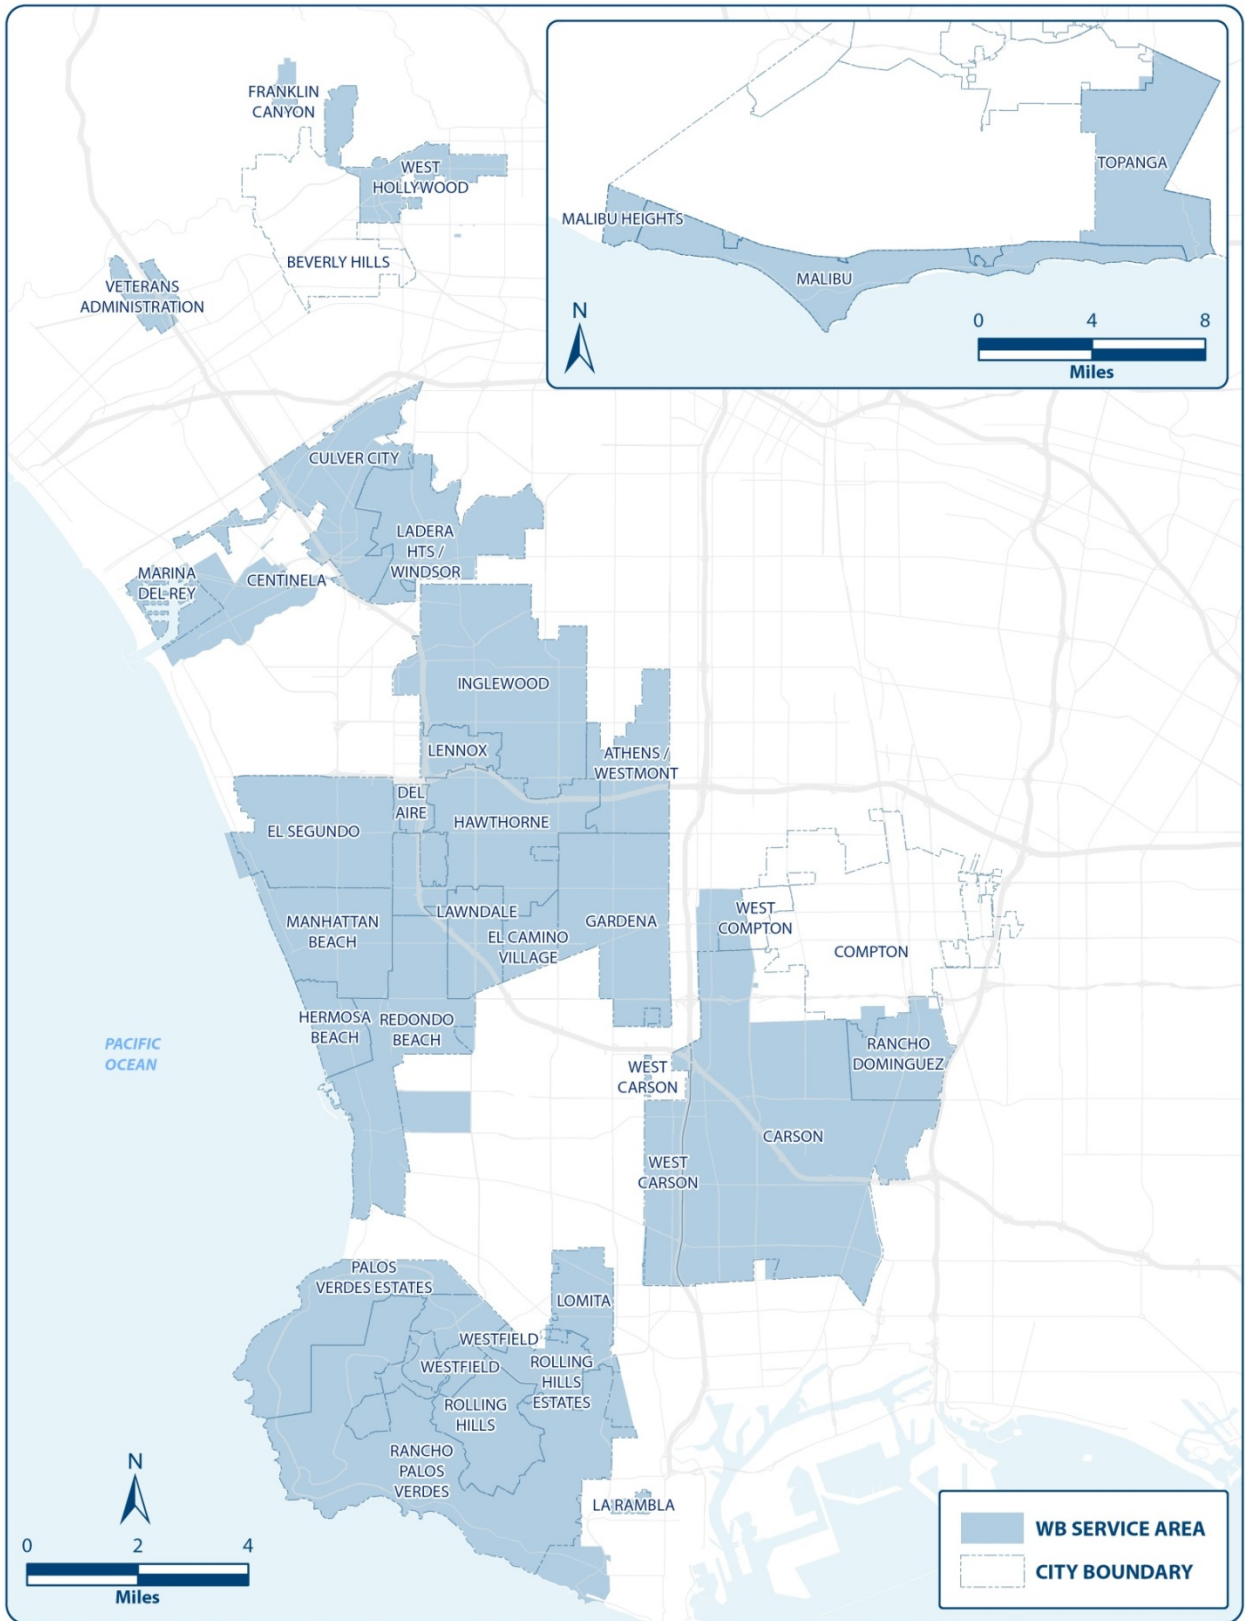 FRANKLIN
CANYON
WEST
HOLLYWOOD
BEVERLY HILLS
VETERANS
ADMINISTRATION
TOPANGA
MALIBU HEIGHTS
MALIBU
N
0 4 8
Miles
CULVER CITY
LADERA
HTS /
WINDSOR
MARINA
DEL REY
CENTINELA
INGLEWOOD
LENNOX
ATHENS /
WESTMONT
DEL
AIRE
EL SEGUNDO
HAWTHORNE
MANHATTAN
BEACH
LAWNDALE
EL CAMINO
VILLAGE
GARDENA
WEST
COMPTON
COMPTON
HERMOSA
BEACH
REDONDO
BEACH
PACIFIC
OCEAN
WEST
CARSON
RANCHO
DOMINGUEZ
CARSON
WEST
CARSON
PALOS
VERDES ESTATES
LOMITA
WESTFIELD
WESTFIELD
ROLLING
HILLS
ESTATES
ROLLING
HILLS
RANCHO
PALOS
VERDES
LA RAMBLA
N
0 2 4
Miles
WB SERVICE AREA
CITY BOUNDARY